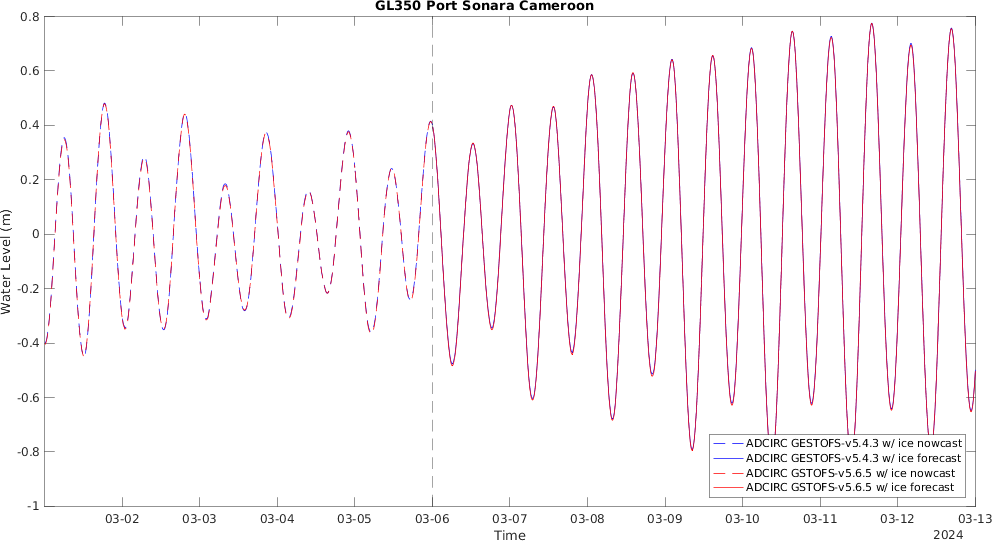 GL350 Port Sonara Cameroon
0.8
0.6
0.4
0.2
0
-0.2
-0.4
-0.6
-0.8
-1
Water Level (m)
ADCIRC GESTOFS-v5.4.3 w/ ice nowcast
ADCIRC GESTOFS-v5.4.3 w/ ice forecast
ADCIRC GSTOFS-v5.6.5 w/ ice nowcast
ADCIRC GSTOFS-v5.6.5 w/ ice forecast
03-02 03-03 03-04 03-05 03-06 03-07 03-08 03-09 03-10 03-11 03-12 03-13
Time
2024